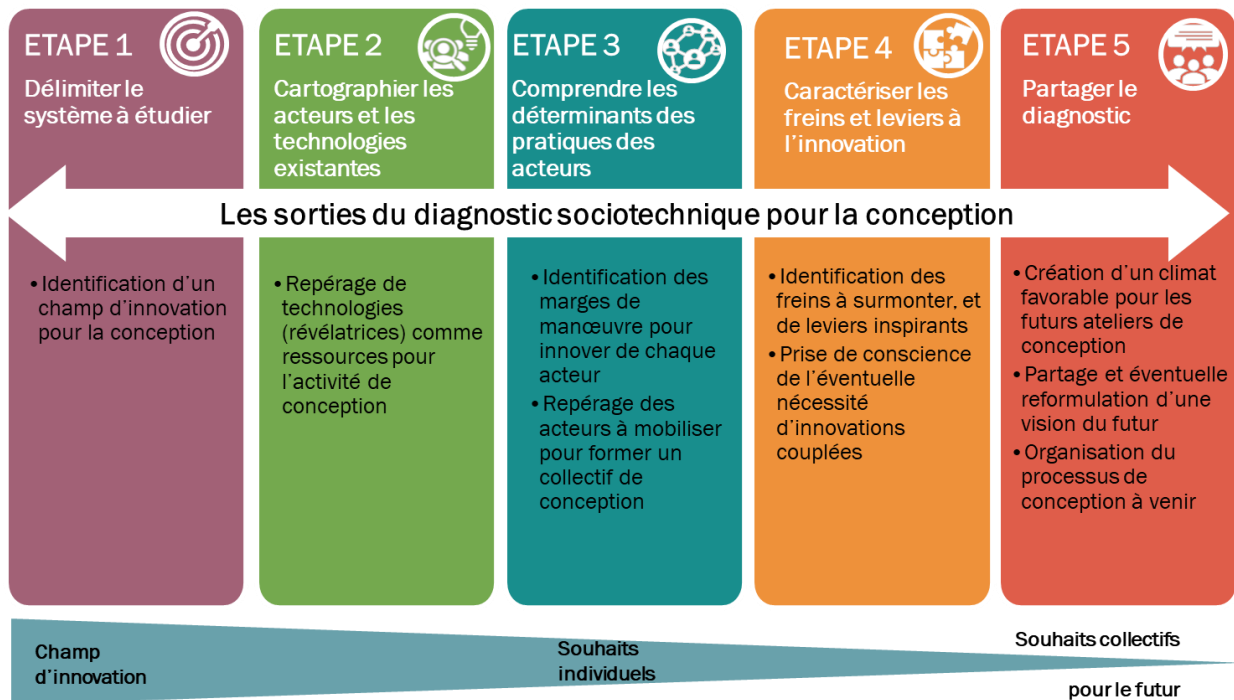 ETAPE 1
Délimiter le
système à étudier
ETAPE 2
Cartographier les
acteurs et les
technologies
existantes
ETAPE 3
Comprendre les
déterminants des
pratiques des
acteurs
ETAPE 4
Caractériser les
freins et leviers à
l’innovation
ETAPE 5
Partager le
diagnostic
Les sorties du diagnostic sociotechnique pour la conception
• Identification d’un
champ d’innovation
pour la conception
• Repérage de
technologies
(révélatrices) comme
ressources pour
l’activité de
conception
• Identification des
marges de
manœuvre pour
innover de chaque
acteur
• Repérage des
acteurs à mobiliser
pour former un
collectif de
conception
• Identification des
freins à surmonter, et
de leviers inspirants
• Prise de conscience
de l’éventuelle
nécessité
d’innovations
couplées
• Création d’un climat
favorable pour les
futurs ateliers de
conception
• Partage et éventuelle
reformulation d’une
vision du futur
• Organisation du
processus de
conception à venir
Champ
d’innovation
Souhaits
individuels
Souhaits collectifs
pour le futur